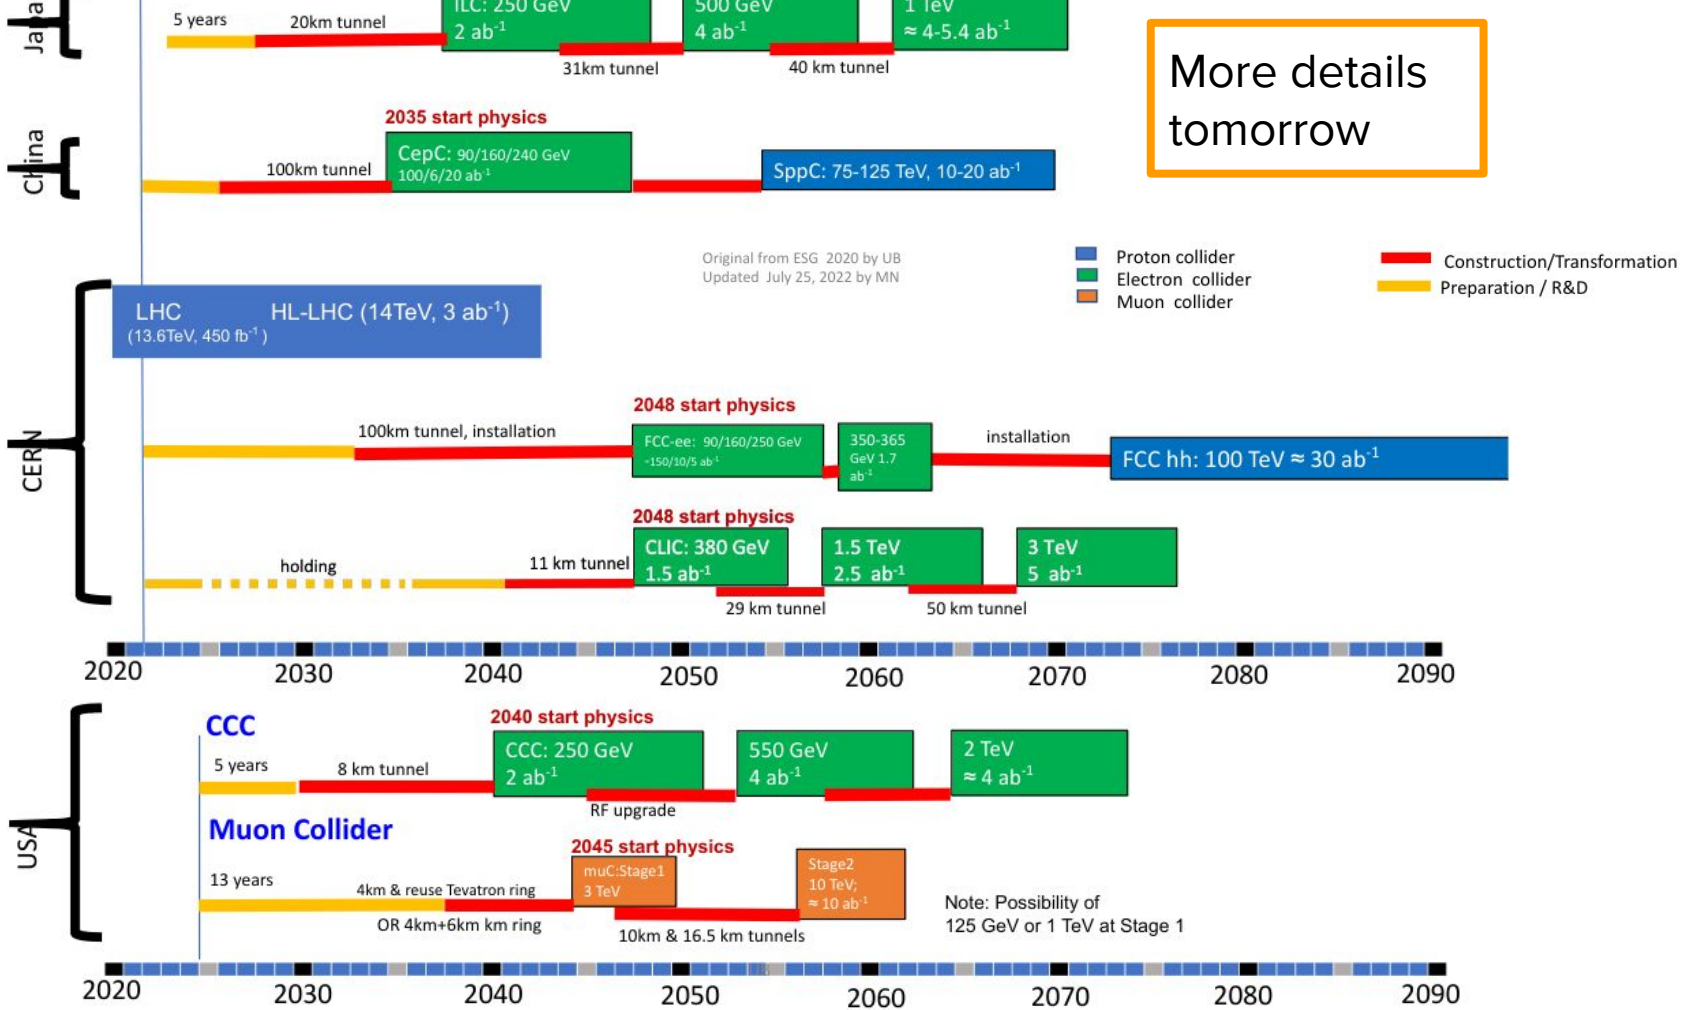 Japa
5 years
20km tunnel
ILC: 250 GeV
2 ab⁻¹
500 GeV
4 ab⁻¹
1 TeV
≈ 4-5.4 ab⁻¹
31km tunnel
40 km tunnel
More details
tomorrow
China
2035 start physics
100km tunnel
CepC: 90/160/240 GeV
100/6/20 ab⁻¹
SppC: 75-125 TeV, 10-20 ab⁻¹
Original from ESG 2020 by UB
Updated July 25, 2022 by MN
Proton collider
Electron collider
Muon collider
Construction/Transformation
Preparation / R&D
CERN
LHC
(13.6TeV, 450 fb⁻¹ )
HL-LHC (14TeV, 3 ab⁻¹)
2048 start physics
100km tunnel, installation
FCC-ee: 90/160/250 GeV
~150/10/5 ab⁻¹
350-365
GeV 1.7
ab⁻¹
installation
FCC hh: 100 TeV ≈ 30 ab⁻¹
2048 start physics
holding
11 km tunnel
CLIC: 380 GeV
1.5 ab⁻¹
1.5 TeV
2.5 ab⁻¹
3 TeV
5 ab⁻¹
29 km tunnel
50 km tunnel
2020 2030 2040 2050 2060 2070 2080 2090
USA
CCC
2040 start physics
5 years
8 km tunnel
CCC: 250 GeV
2 ab⁻¹
550 GeV
4 ab⁻¹
2 TeV
≈ 4 ab⁻¹
RF upgrade
Muon Collider
2045 start physics
13 years
4km & reuse Tevatron ring
OR 4km+6km km ring
muC:Stage1
3 TeV
Stage2
10 TeV;
≈ 10 ab⁻¹
10km & 16.5 km tunnels
Note: Possibility of
125 GeV or 1 TeV at Stage 1
2020 2030 2040 2050 2060 2070 2080 2090